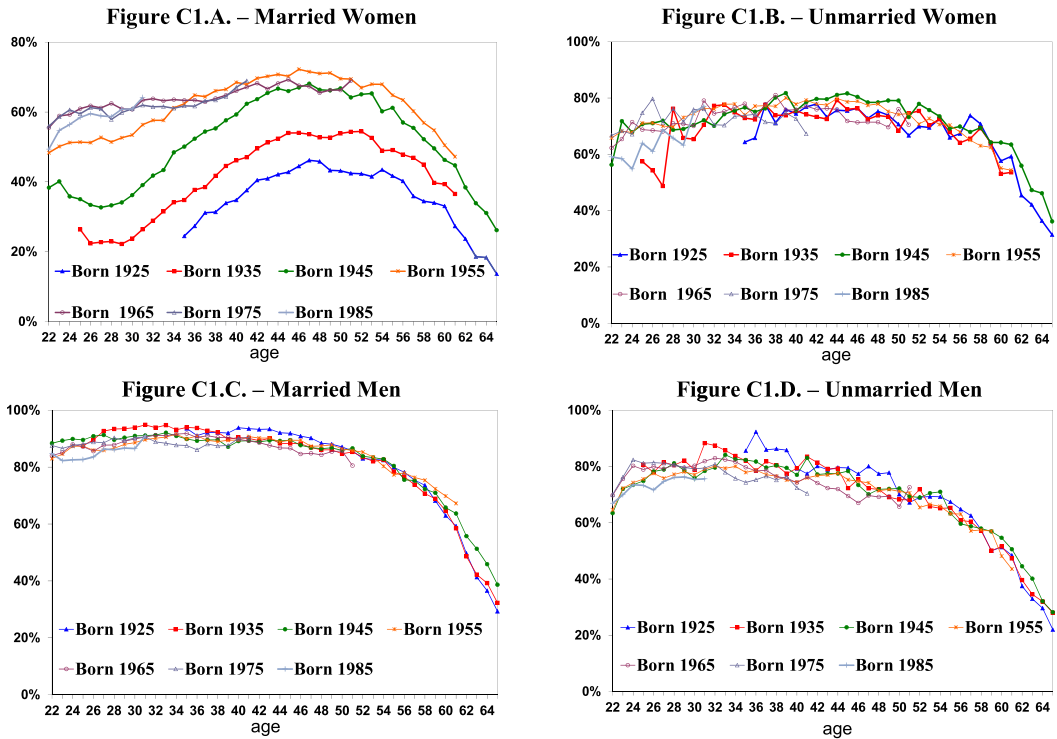 Figure C1.A. – Married Women
80%
60%
40%
20%
0%
Born 1925 Born 1935 Born 1945 Born 1955
Born 1965 Born 1975 Born 1985
22 24 26 28 30 32 34 36 38 40 42 44 46 48 50 52 54 56 58 60 62 64
age
Figure C1.B. – Unmarried Women
100%
80%
60%
40%
20%
0%
Born 1925 Born 1935 Born 1945 Born 1955
Born 1965 Born 1975 Born 1985
22 24 26 28 30 32 34 36 38 40 42 44 46 48 50 52 54 56 58 60 62 64
age
Figure C1.C. – Married Men
100%
80%
60%
40%
20%
0%
Born 1925 Born 1935 Born 1945 Born 1955
Born 1965 Born 1975 Born 1985
22 24 26 28 30 32 34 36 38 40 42 44 46 48 50 52 54 56 58 60 62 64
age
Figure C1.D. – Unmarried Men
100%
80%
60%
40%
20%
0%
Born 1925 Born 1935 Born 1945 Born 1955
Born 1965 Born 1975 Born 1985
22 24 26 28 30 32 34 36 38 40 42 44 46 48 50 52 54 56 58 60 62 64
age